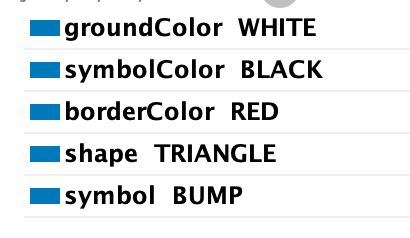 groundColor WHITE
symbolColor BLACK
borderColor RED
shape TRIANGLE
symbol BUMP